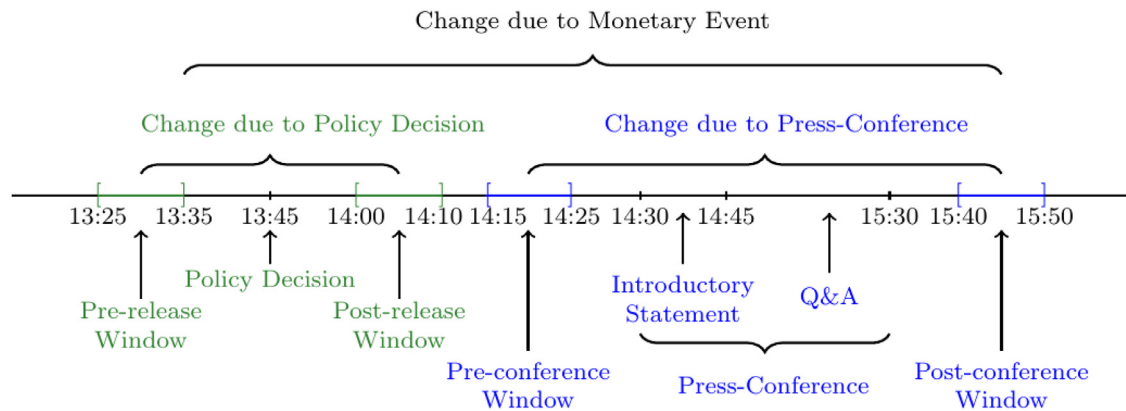 Change due to Monetary Event
Change due to Policy Decision
Change due to Press-Conference
13:25 13:35 13:45 14:00 14:10 14:15 14:25 14:30 14:45 15:30 15:40 15:50
Policy Decision
Pre-release
Window
Post-release
Window
Introductory
Statement
Q&A
Pre-conference
Window
Press-Conference
Post-conference
Window